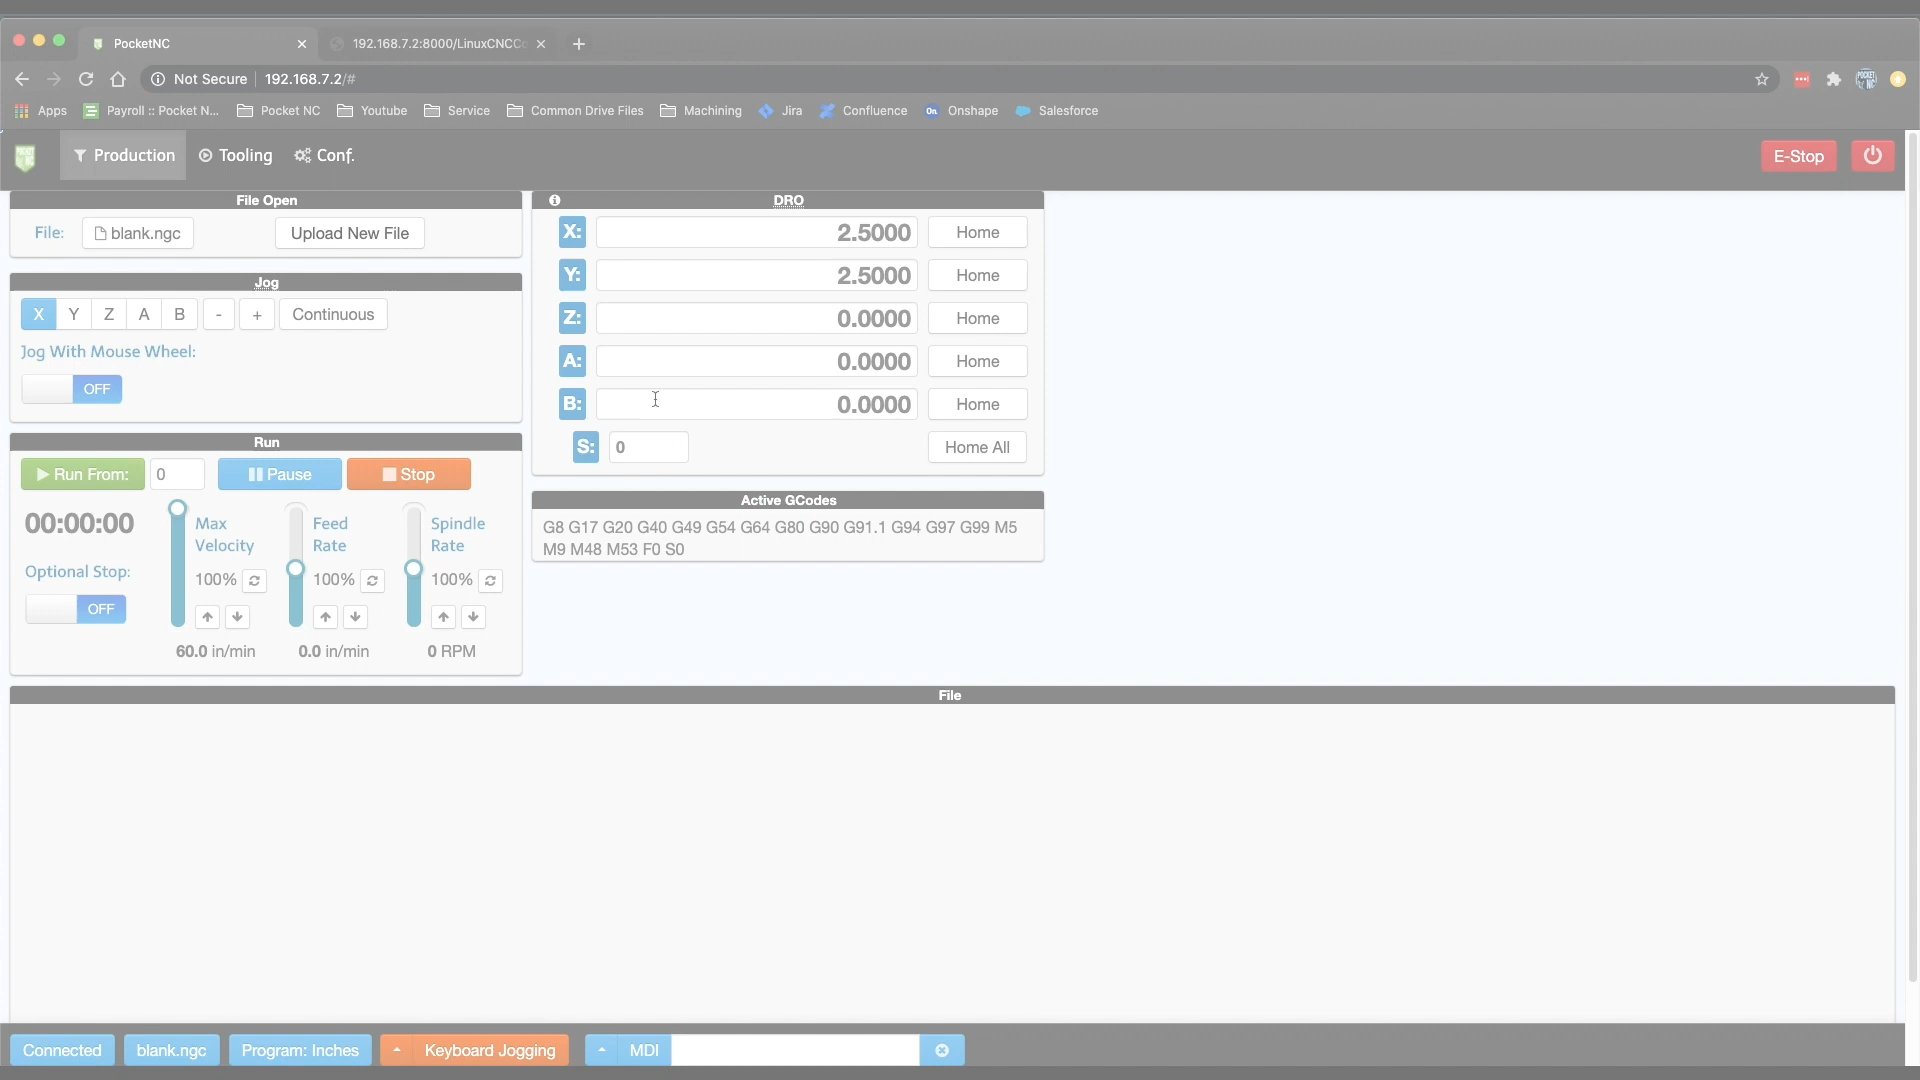 PocketNC
192.168.7.2:8000/LinuxCNCCo
Not Secure
192.168.7.2/#
Apps
Payroll :: Pocket N...
Pocket NC
Youtube
Service
Common Drive Files
Machining
Jira
Confluence
On
Onshape
Salesforce
Production
Tooling
Conf.
E-Stop
File Open
File:
blank.ngc
Upload New File
Jog
X
Y
Z
A
B
-
+
Continuous
Jog With Mouse Wheel:
OFF
Run
Run From:
0
Pause
Stop
00:00:00
Max
Velocity
100%
60.0 in/min
Feed
Rate
100%
0.0 in/min
Spindle
Rate
100%
0 RPM
Optional Stop:
OFF
DRO
X:
2.5000
Home
Y:
2.5000
Home
Z:
0.0000
Home
A:
0.0000
Home
B:
0.0000
Home
S:
0
Home All
Active GCodes
G8 G17 G20 G40 G49 G54 G64 G80 G90 G91.1 G94 G97 G99 M5
M9 M48 M53 F0 S0
File
Connected
blank.ngc
Program: Inches
Keyboard Jogging
MDI